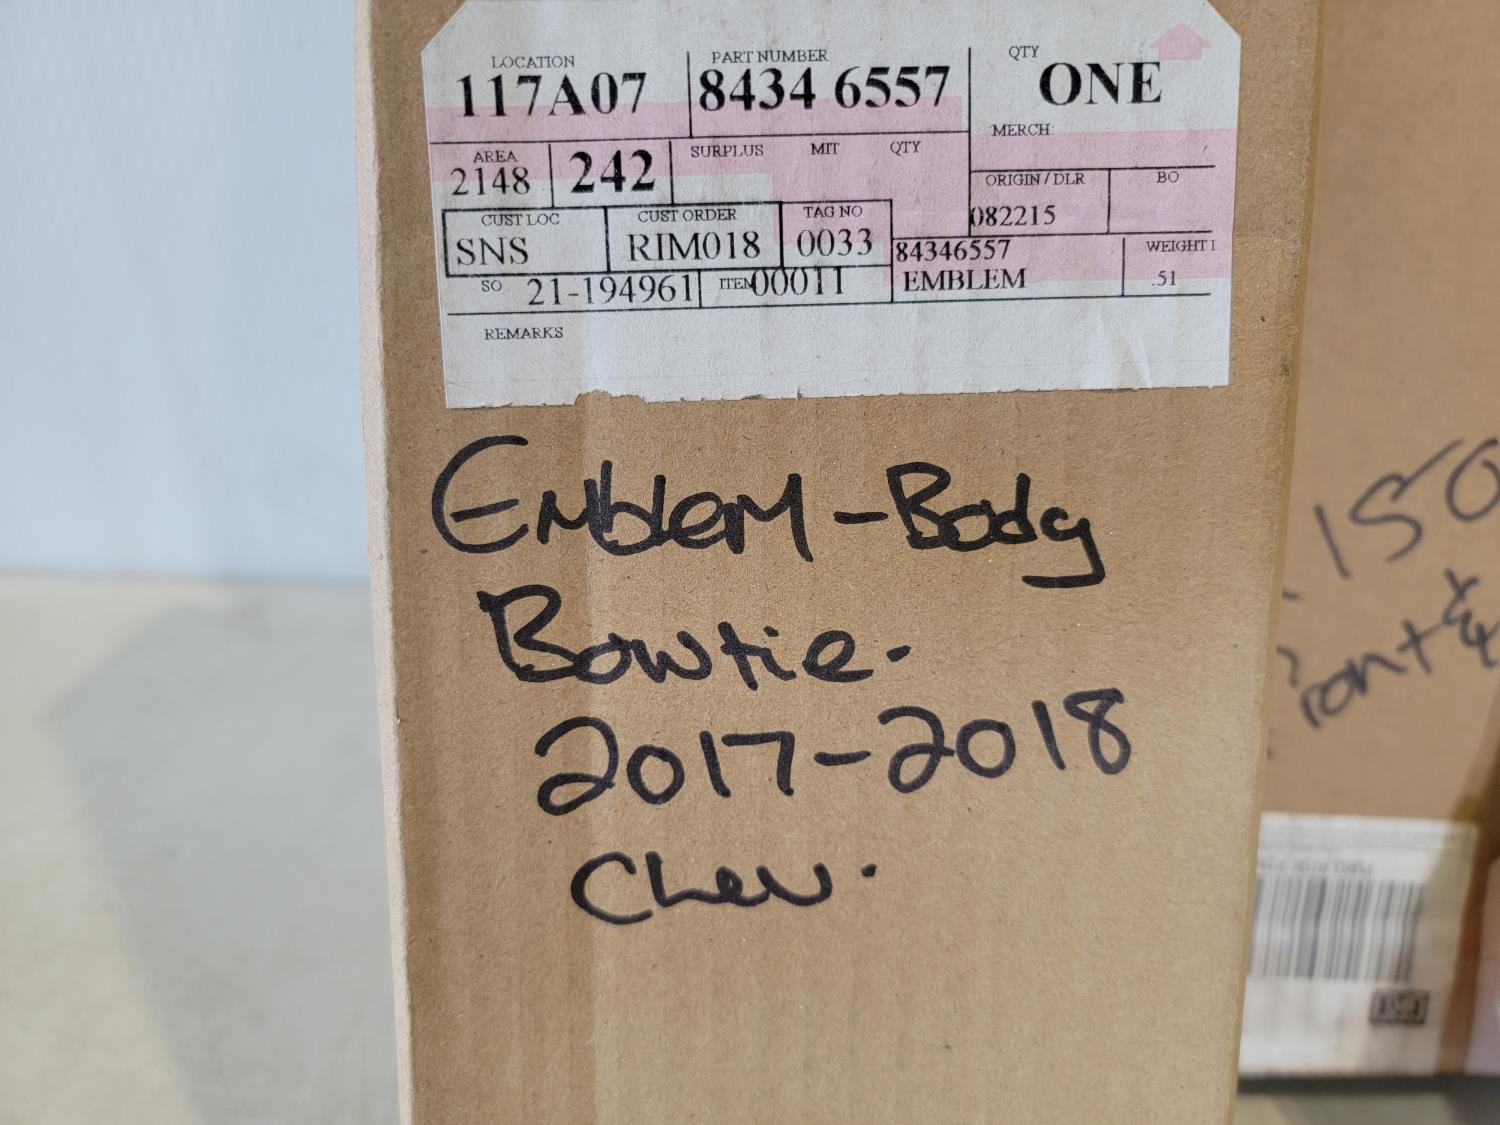 LOCATION PART NUMBER QTY
117A07 8434 6557 ONE
MERCH:
AREA SURPLUS MIT QTY
2148 242
ORIGIN / DLR BO
082215
CUST LOC CUST ORDER TAG NO
SNS RIM018 0033
84346557 WEIGHT
EMBLEM .51
SO 21-194961 ITEM 00011
REMARKS
Emblem - Body
Bowtie.
2017-2018
Chev.
150
ront &